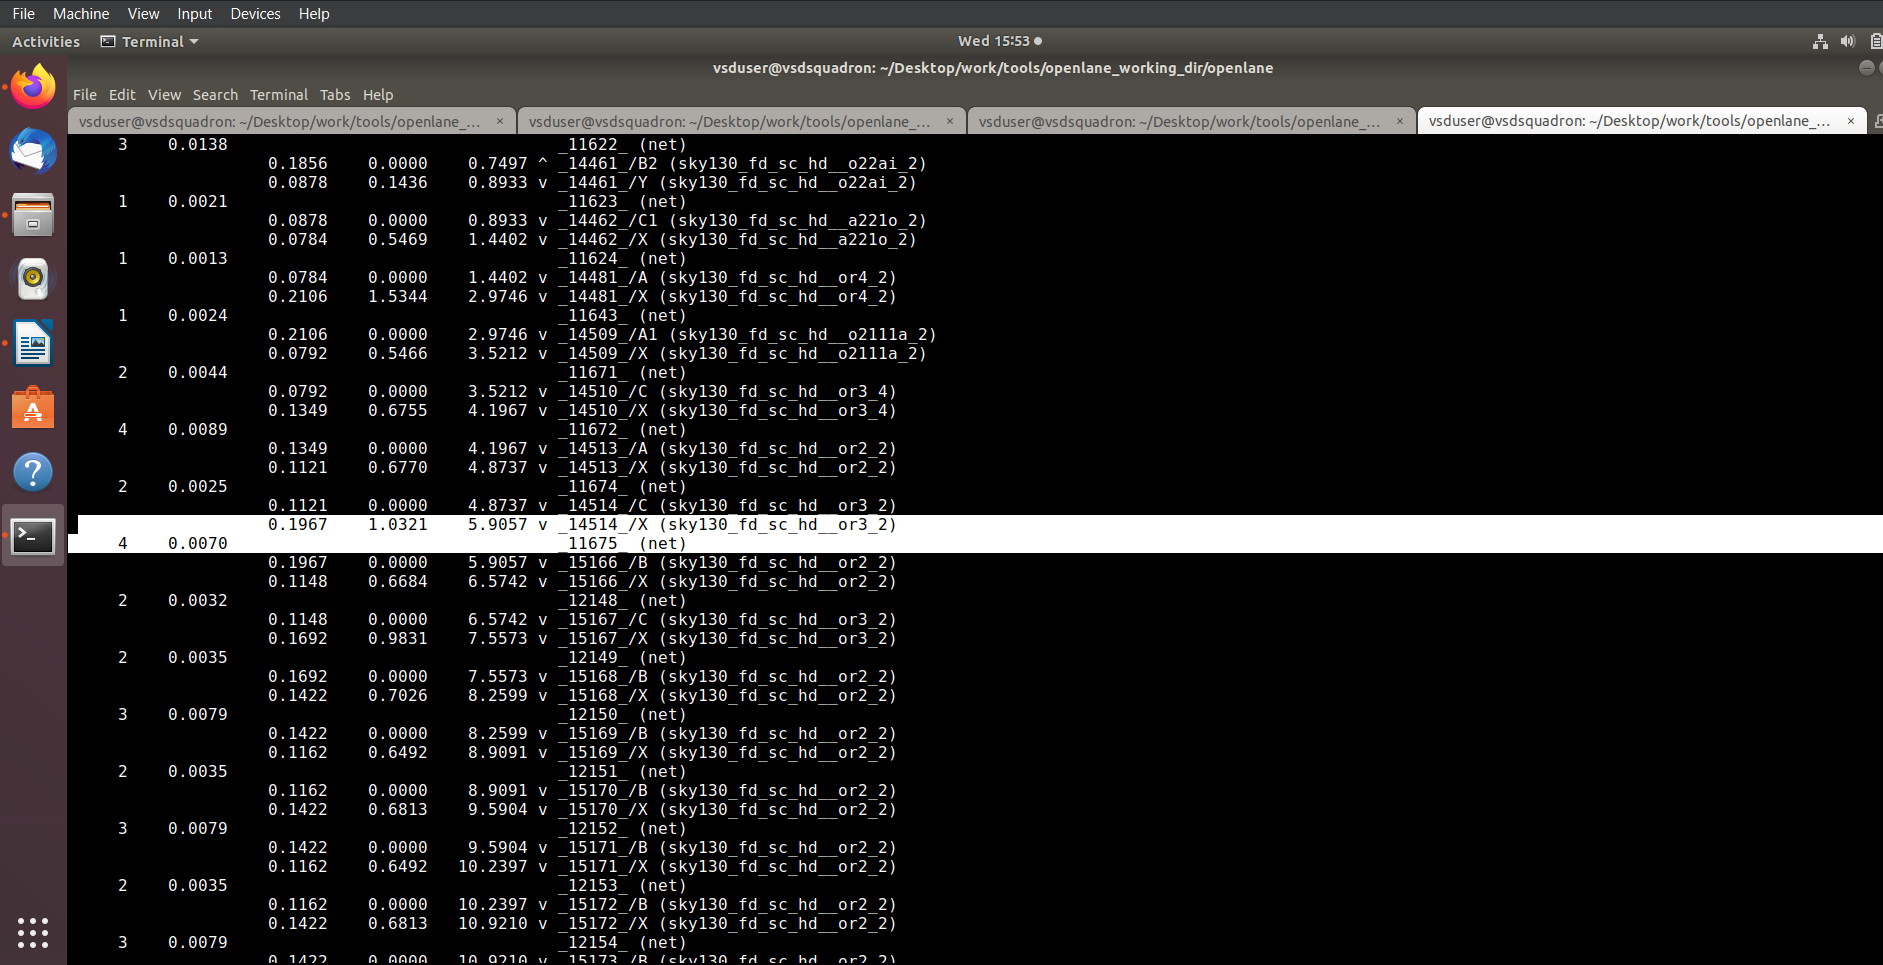 File Machine View Input Devices Help
Activities Terminal Wed 15:53
vsduser@vsdsquadron: ~/Desktop/work/tools/openlane_working_dir/openlane
File Edit View Search Terminal Tabs Help
vsduser@vsdsquadron: ~/Desktop/work/tools/openlane_... × vsduser@vsdsquadron: ~/Desktop/work/tools/openlane_... × vsduser@vsdsquadron: ~/Desktop/work/tools/openlane_... × vsduser@vsdsquadron: ~/Desktop/work/tools/openlane_... ×
3 0.0138 _11622_ (net)
0.1856 0.0000 0.7497 ^ _14461_/B2 (sky130_fd_sc_hd__o22ai_2)
0.0878 0.1436 0.8933 v _14461_/Y (sky130_fd_sc_hd__o22ai_2)
1 0.0021 _11623_ (net)
0.0878 0.0000 0.8933 v _14462_/C1 (sky130_fd_sc_hd__a221o_2)
0.0784 0.5469 1.4402 v _14462_/X (sky130_fd_sc_hd__a221o_2)
1 0.0013 _11624_ (net)
0.0784 0.0000 1.4402 v _14481_/A (sky130_fd_sc_hd__or4_2)
0.2106 1.5344 2.9746 v _14481_/X (sky130_fd_sc_hd__or4_2)
1 0.0024 _11643_ (net)
0.2106 0.0000 2.9746 v _14509_/A1 (sky130_fd_sc_hd__o2111a_2)
0.0792 0.5466 3.5212 v _14509_/X (sky130_fd_sc_hd__o2111a_2)
2 0.0044 _11671_ (net)
0.0792 0.0000 3.5212 v _14510_/C (sky130_fd_sc_hd__or3_4)
0.1349 0.6755 4.1967 v _14510_/X (sky130_fd_sc_hd__or3_4)
4 0.0089 _11672_ (net)
0.1349 0.0000 4.1967 v _14513_/A (sky130_fd_sc_hd__or2_2)
0.1121 0.6770 4.8737 v _14513_/X (sky130_fd_sc_hd__or2_2)
2 0.0025 _11674_ (net)
0.1121 0.0000 4.8737 v _14514_/C (sky130_fd_sc_hd__or3_2)
0.1967 1.0321 5.9057 v _14514_/X (sky130_fd_sc_hd__or3_2)
4 0.0070 _11675_ (net)
0.1967 0.0000 5.9057 v _15166_/B (sky130_fd_sc_hd__or2_2)
0.1148 0.6684 6.5742 v _15166_/X (sky130_fd_sc_hd__or2_2)
2 0.0032 _12148_ (net)
0.1148 0.0000 6.5742 v _15167_/C (sky130_fd_sc_hd__or3_2)
0.1692 0.9831 7.5573 v _15167_/X (sky130_fd_sc_hd__or3_2)
2 0.0035 _12149_ (net)
0.1692 0.0000 7.5573 v _15168_/B (sky130_fd_sc_hd__or2_2)
0.1422 0.7026 8.2599 v _15168_/X (sky130_fd_sc_hd__or2_2)
3 0.0079 _12150_ (net)
0.1422 0.0000 8.2599 v _15169_/B (sky130_fd_sc_hd__or2_2)
0.1162 0.6492 8.9091 v _15169_/X (sky130_fd_sc_hd__or2_2)
2 0.0035 _12151_ (net)
0.1162 0.0000 8.9091 v _15170_/B (sky130_fd_sc_hd__or2_2)
0.1422 0.6813 9.5904 v _15170_/X (sky130_fd_sc_hd__or2_2)
3 0.0079 _12152_ (net)
0.1422 0.0000 9.5904 v _15171_/B (sky130_fd_sc_hd__or2_2)
0.1162 0.6492 10.2397 v _15171_/X (sky130_fd_sc_hd__or2_2)
2 0.0035 _12153_ (net)
0.1162 0.0000 10.2397 v _15172_/B (sky130_fd_sc_hd__or2_2)
0.1422 0.6813 10.9210 v _15172_/X (sky130_fd_sc_hd__or2_2)
3 0.0079 _12154_ (net)
0.1422 0.0000 10.9210 v _15173_/B (sky130_fd_sc_hd__or2_2)